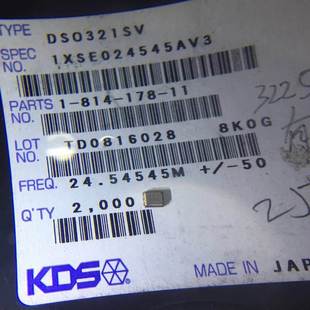 TYPE DSO321SV
SPEC NO. 1XSE024545AV3
PARTS NO. 1-814-178-11
3225
LOT NO. TD0816028 8K0G
FREQ. 24.54545M +/-50
Q'TY 2,000
KDS
MADE IN JAP